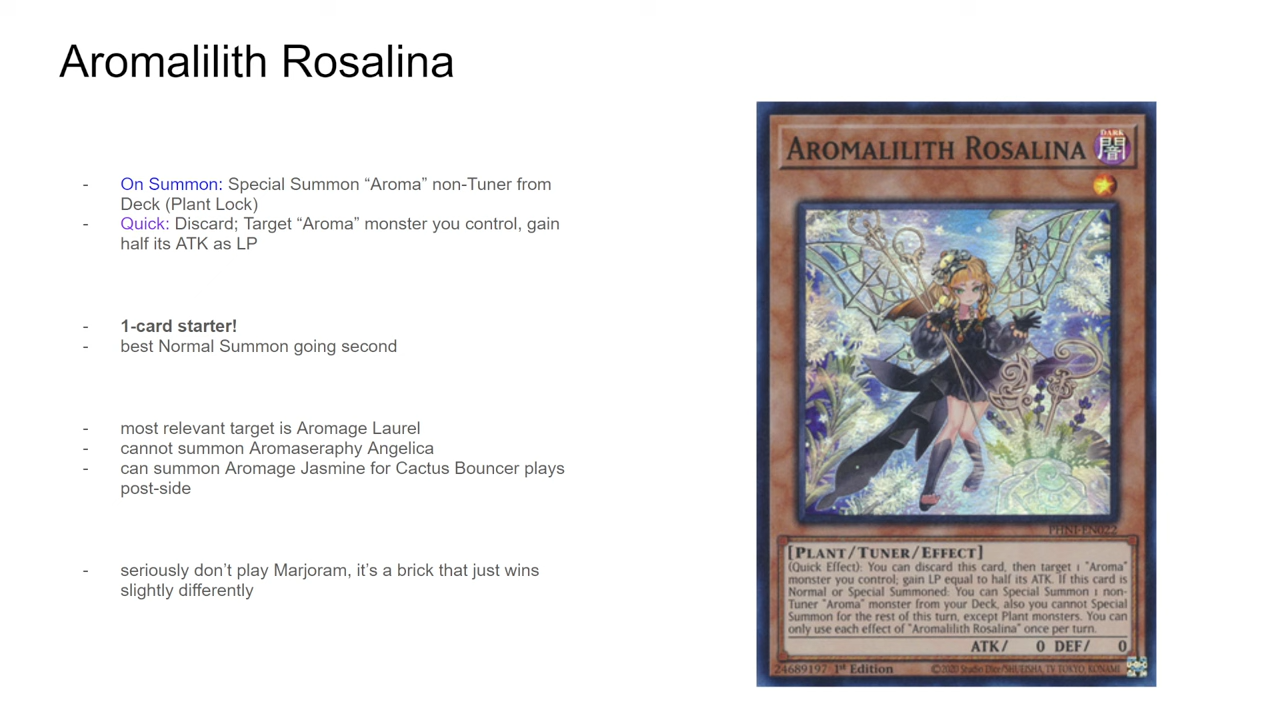 Aromalilith Rosalina
- On Summon: Special Summon “Aroma” non-Tuner from
Deck (Plant Lock)
- Quick: Discard; Target “Aroma” monster you control, gain
half its ATK as LP
- 1-card starter!
- best Normal Summon going second
- most relevant target is Aromage Laurel
- cannot summon Aromaseraphy Angelica
- can summon Aromage Jasmine for Cactus Bouncer plays
post-side
- seriously don’t play Marjoram, it’s a brick that just wins
slightly differently
Aromalilith Rosalina
DARK
闇
PHNI-EN022
[Plant/Tuner/Effect]
(Quick Effect): You can discard this card, then target 1 "Aroma"
monster you control; gain LP equal to half its ATK. If this card is
Normal or Special Summoned: You can Special Summon 1 non-
Tuner "Aroma" monster from your Deck, also you cannot Special
Summon for the rest of this turn, except Plant monsters. You can
only use each effect of "Aromalilith Rosalina" once per turn.
ATK/ 0 DEF/ 0
24689197 1st Edition ©2020 Studio Dice/SHUEISHA, TV TOKYO, KONAMI